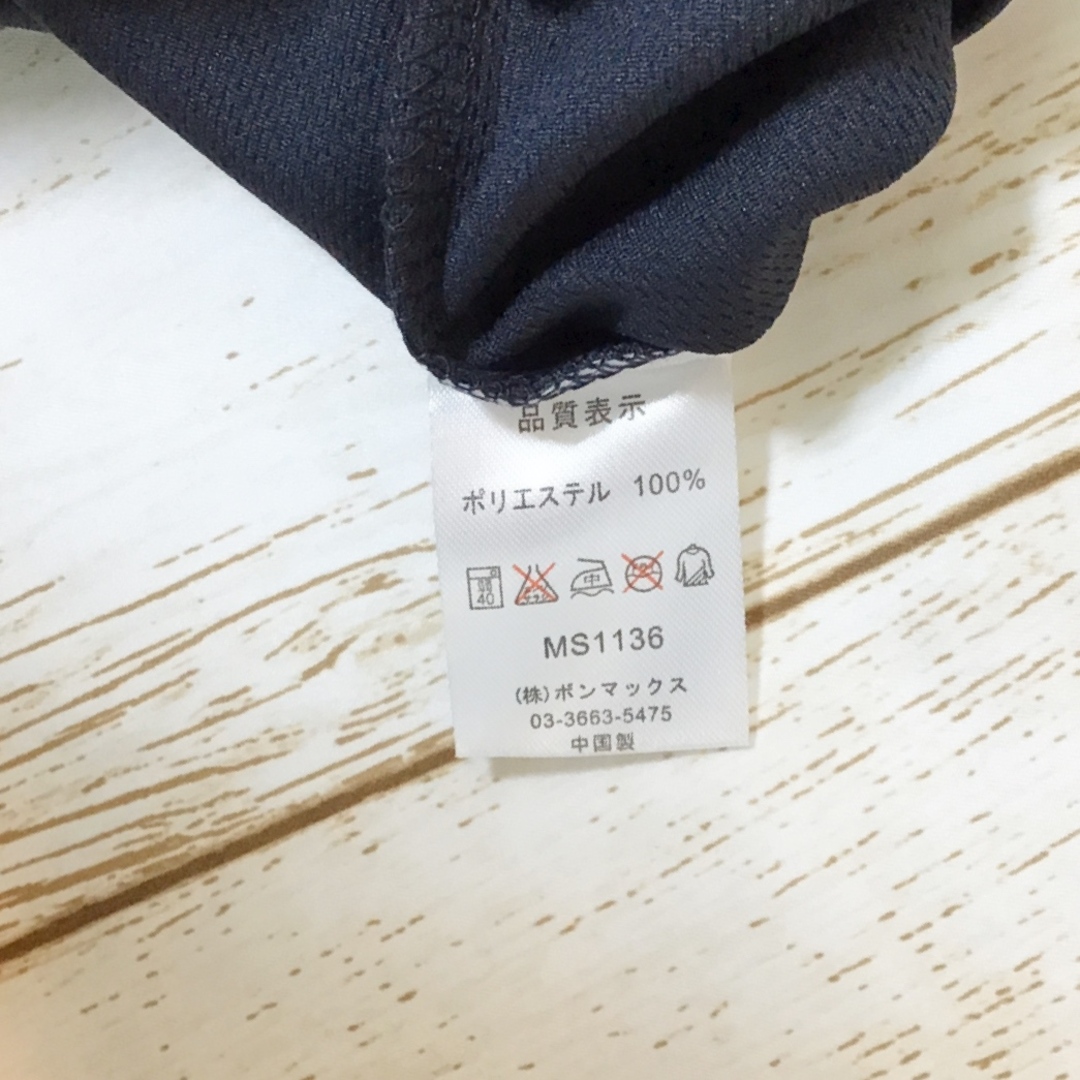 品質表示
ポリエステル 100%
40 中
MS1136
(株)ボンマックス
03-3663-5475
中国製